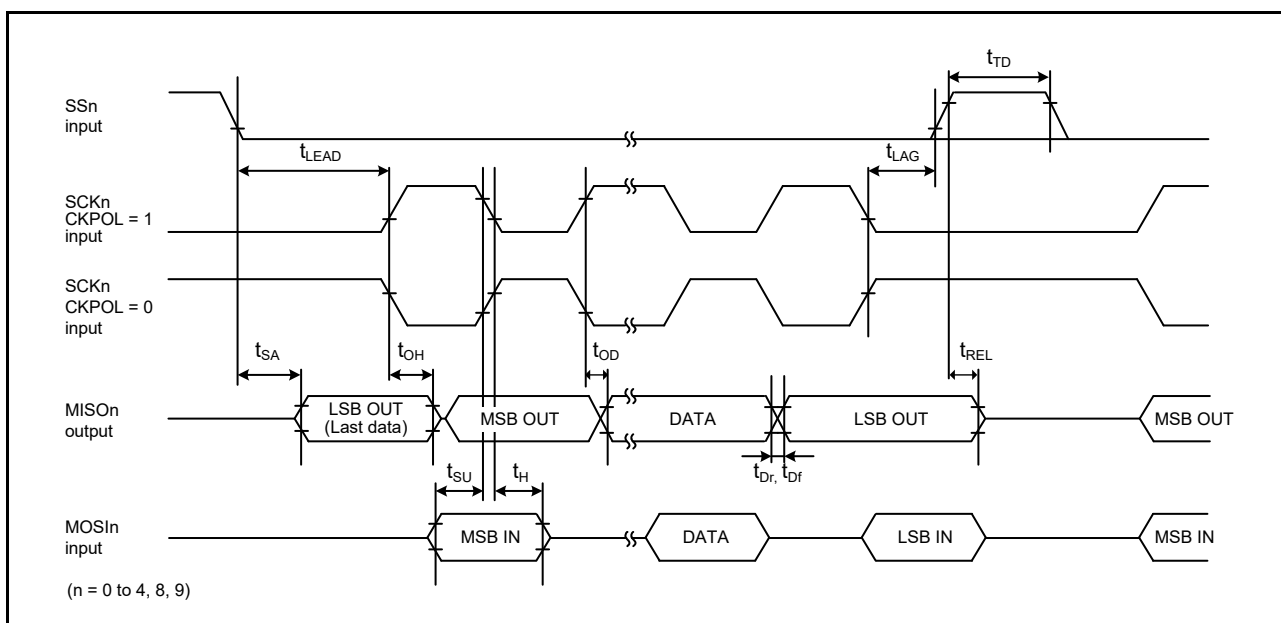 tTD
SSn
input
tLEAD
tLAG
SCKn
CKPOL = 1
input
SCKn
CKPOL = 0
input
tSA
tOH
tOD
tREL
MISOn
output
LSB OUT
(Last data)
MSB OUT
DATA
LSB OUT
MSB OUT
tSU
tH
tDr, tDf
MOSIn
input
MSB IN
DATA
LSB IN
MSB IN
(n = 0 to 4, 8, 9)